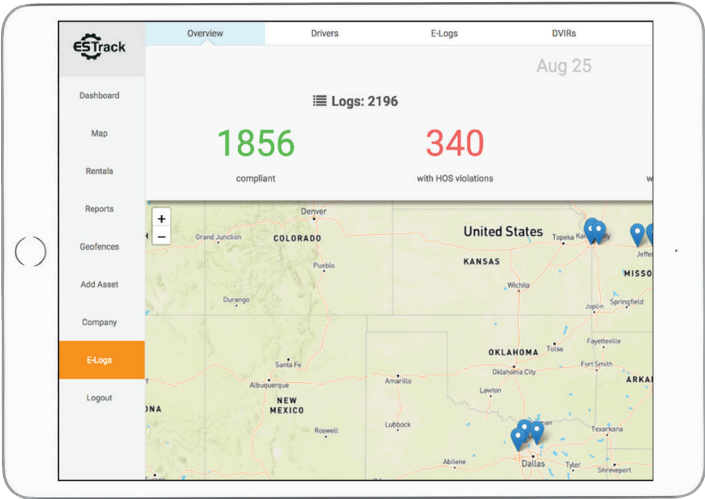 ESTrack
Overview
Drivers
E-Logs
DVIRs
Aug 25
Logs: 2196
1856
compliant
340
with HOS violations
w
Dashboard
Map
Rentals
Reports
Geofences
Add Asset
Company
E-Logs
Logout
+
−
Denver
Grand Junction
COLORADO
Pueblo
Durango
United States
Topeka
KANSAS
Jeffe
MISSO
Wichita
Joplin
Springfield
Fayetteville
OKLAHOMA
Tulsa
Oklahoma City
Fort Smith
Santa Fe
Albuquerque
Amarillo
Lawton
ARKA
ONA
NEW
MEXICO
Roswell
Lubbock
Texarkana
Abilene
Dallas
Tyler
Shreveport